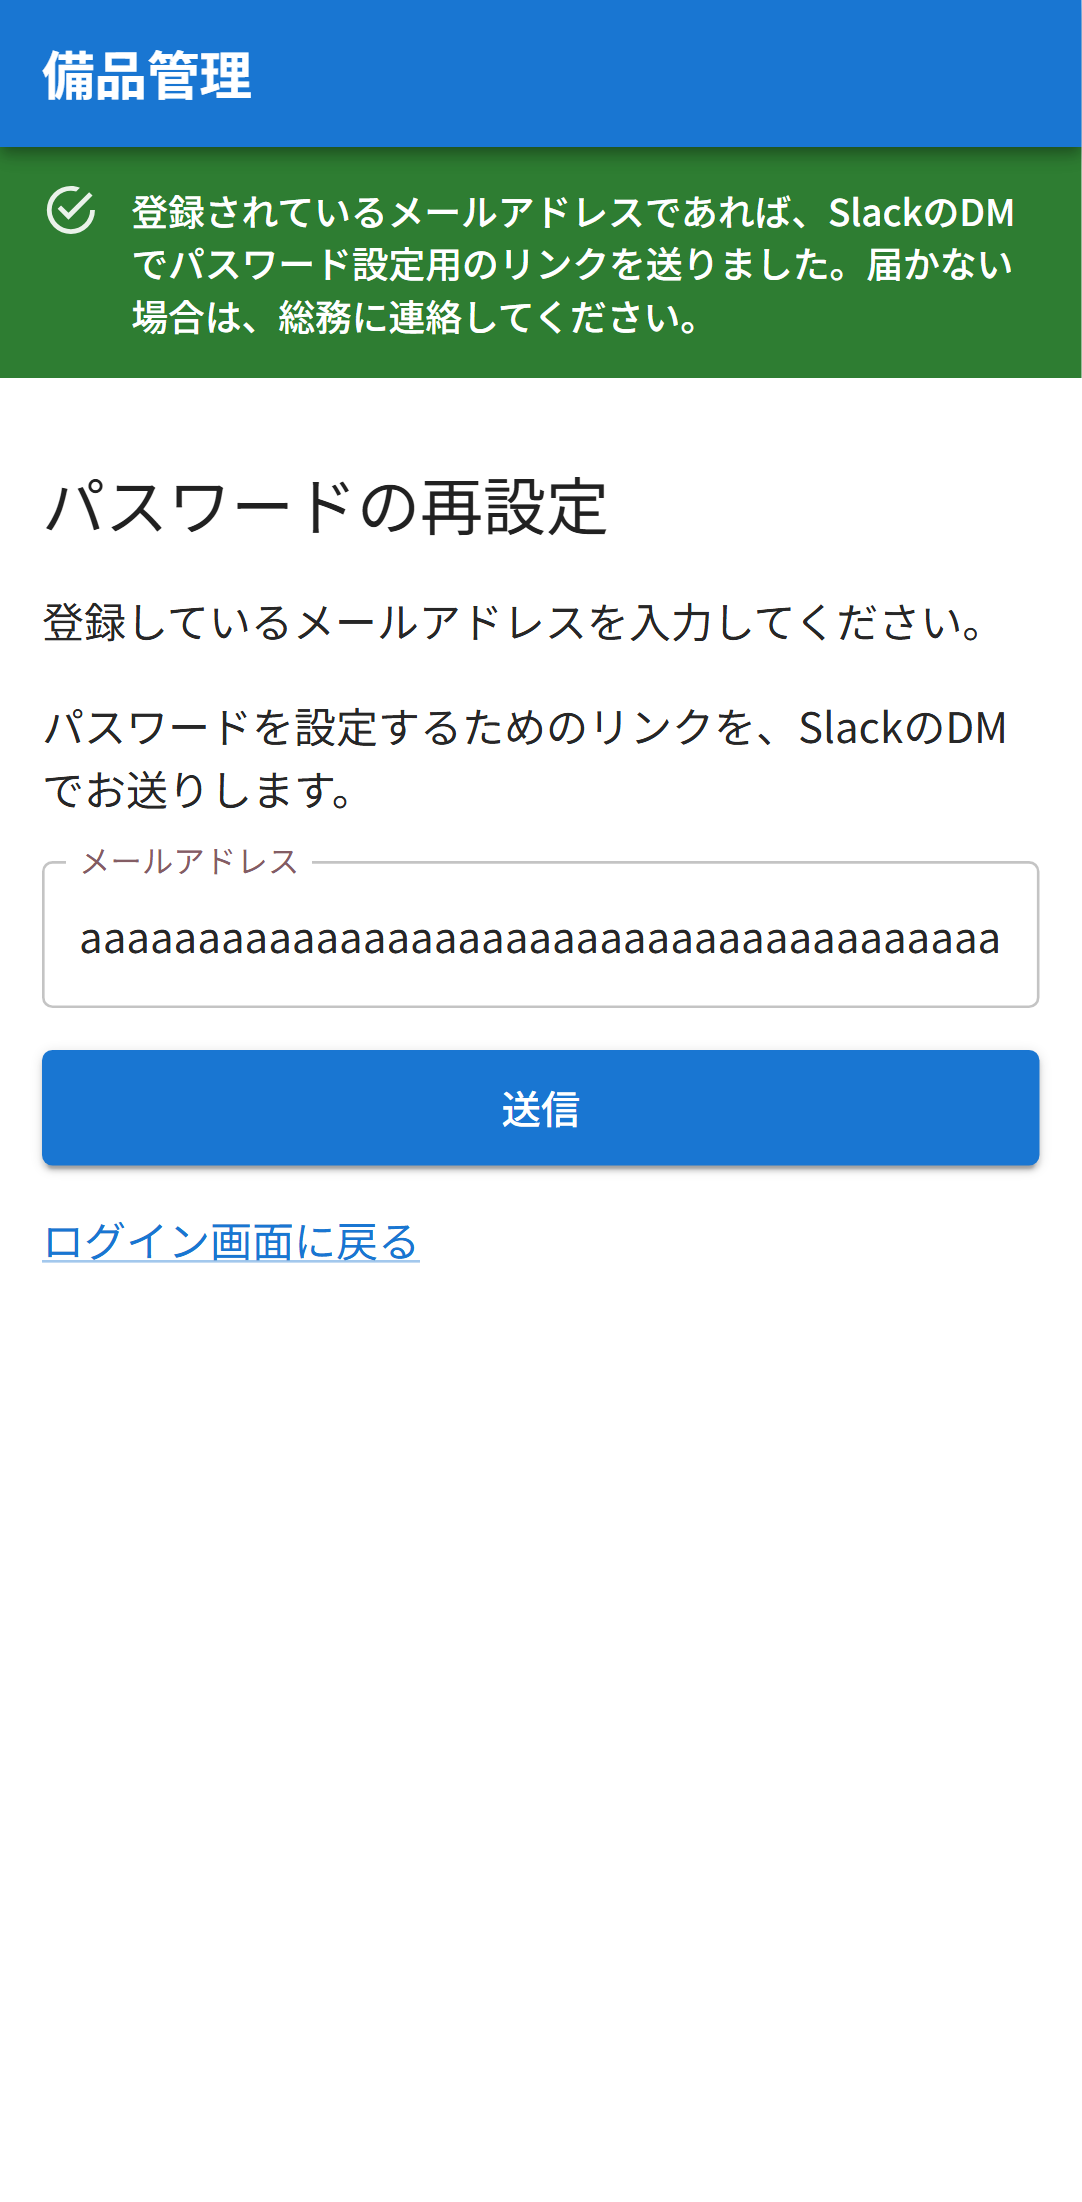 備品管理
登録されているメールアドレスであれば、SlackのDM
でパスワード設定用のリンクを送りました。届かない
場合は、総務に連絡してください。
パスワードの再設定
登録しているメールアドレスを入力してください。
パスワードを設定するためのリンクを、SlackのDM
でお送りします。
メールアドレス
aaaaaaaaaaaaaaaaaaaaaaaaaaaaaaaaaaaaaaa
送信
ログイン画面に戻る